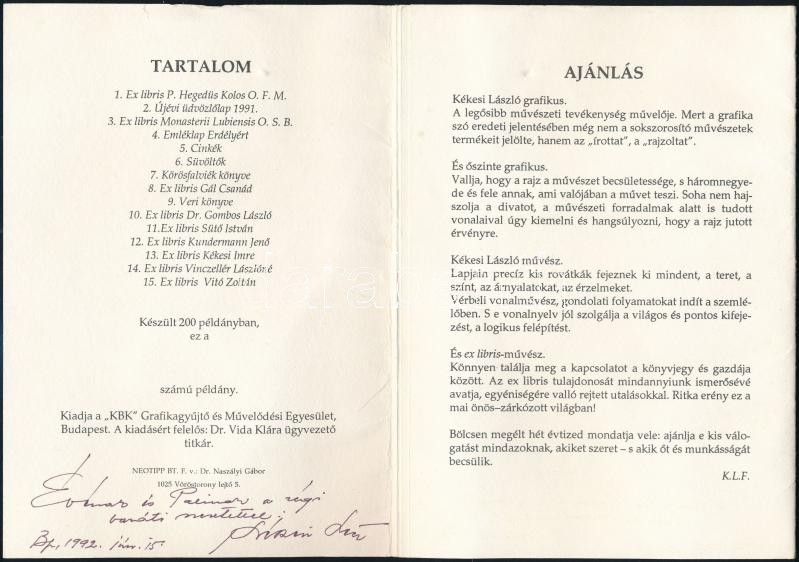 TARTALOM
1. Ex libris P. Hegedüs Kolos O. F. M.
2. Újévi üdvözlőlap 1991.
3. Ex libris Monasterii Lubiensis O. S. B.
4. Emléklap Erdélyért
5. Cinkék
6. Süvöltők
7. Körösfalviék könyve
8. Ex libris Gál Csanád
9. Veri könyve
10. Ex libris Dr. Gombos László
11.Ex libris Sütő István
12. Ex libris Kundermann Jenő
13. Ex libris Kékesi Imre
14. Ex libris Vinczellér Lászlóné
15. Ex libris Vitó Zoltán
Készült 200 példányban,
ez a
számú példány.
Kiadja a „KBK" Grafikagyűjtő és Művelődési Egyesület,
Budapest. A kiadásért felelős: Dr. Vida Klára ügyvezető
titkár.
NEOTIPP BT. F. v.: Dr. Naszályi Gábor
1025 Vöröstorony lejtő 5.
és a régi
baráti szeretettel:
Bp, 1992. jún. 15.
AJÁNLÁS
Kékesi László grafikus.
A legősibb művészeti tevékenység művelője. Mert a grafika
szó eredeti jelentésében még nem a sokszorosító művészetek
termékeit jelölte, hanem az „írottat", a „rajzoltat".
És őszinte grafikus.
Vallja, hogy a rajz a művészet becsületessége, s háromnegye-
de és fele annak, ami valójában a művet teszi. Soha nem haj-
szolja a divatot, a művészeti forradalmak alatt is tudott
vonalaival úgy kiemelni és hangsúlyozni, hogy a rajz jutott
érvényre.
Kékesi László művész.
Lapjain precíz kis rovátkák fejeznek ki mindent, a teret, a
színt, az árnyalatokat, az érzelmeket.
Vérbeli vonalművész, gondolati folyamatokat indít a szemlé-
lőben. S e vonalnyelv jól szolgálja a világos és pontos kifeje-
zést, a logikus felépítést.
És ex libris-művész.
Könnyen találja meg a kapcsolatot a könyvjegy és gazdája
között. Az ex libris tulajdonosát mindannyiunk ismerősévé
avatja, egyéniségére valló rejtett utalásokkal. Ritka erény ez a
mai önös-zárkózott világban!
Bölcsen megélt hét évtized mondatja vele: ajánlja e kis válo-
gatást mindazoknak, akiket szeret – s akik őt és munkásságát
becsülik.
K.L.F.